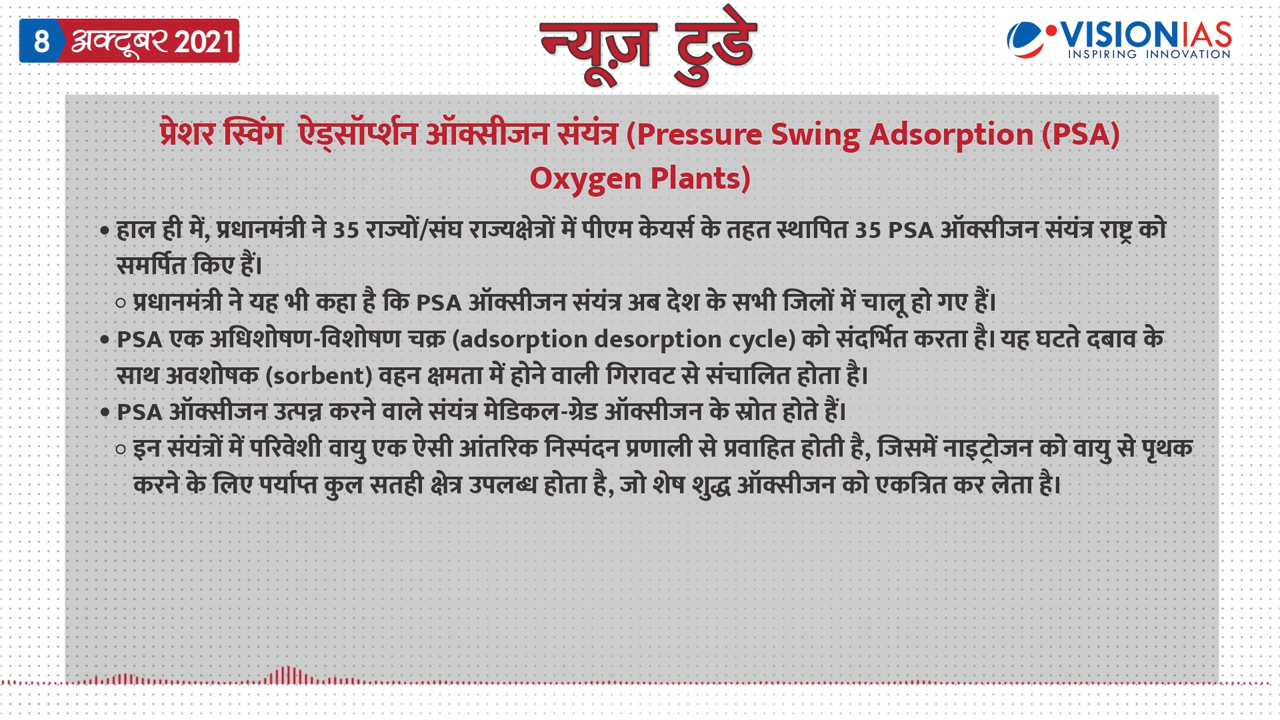 8 अक्टूबर 2021
न्यूज़ टुडे
VISIONIAS
INSPIRING INNOVATION
प्रेशर स्विंग ऐड्सॉर्प्शन ऑक्सीजन संयंत्र (Pressure Swing Adsorption (PSA)
Oxygen Plants)
• हाल ही में, प्रधानमंत्री ने 35 राज्यों/संघ राज्यक्षेत्रों में पीएम केयर्स के तहत स्थापित 35 PSA ऑक्सीजन संयंत्र राष्ट्र को
समर्पित किए हैं।
○ प्रधानमंत्री ने यह भी कहा है कि PSA ऑक्सीजन संयंत्र अब देश के सभी जिलों में चालू हो गए हैं।
• PSA एक अधिशोषण-विशोषण चक्र (adsorption desorption cycle) को संदर्भित करता है। यह घटते दबाव के
साथ अवशोषक (sorbent) वहन क्षमता में होने वाली गिरावट से संचालित होता है।
• PSA ऑक्सीजन उत्पन्न करने वाले संयंत्र मेडिकल-ग्रेड ऑक्सीजन के स्रोत होते हैं।
○ इन संयंत्रों में परिवेशी वायु एक ऐसी आंतरिक निस्पंदन प्रणाली से प्रवाहित होती है, जिसमें नाइट्रोजन को वायु से पृथक
करने के लिए पर्याप्त कुल सतही क्षेत्र उपलब्ध होता है, जो शेष शुद्ध ऑक्सीजन को एकत्रित कर लेता है।